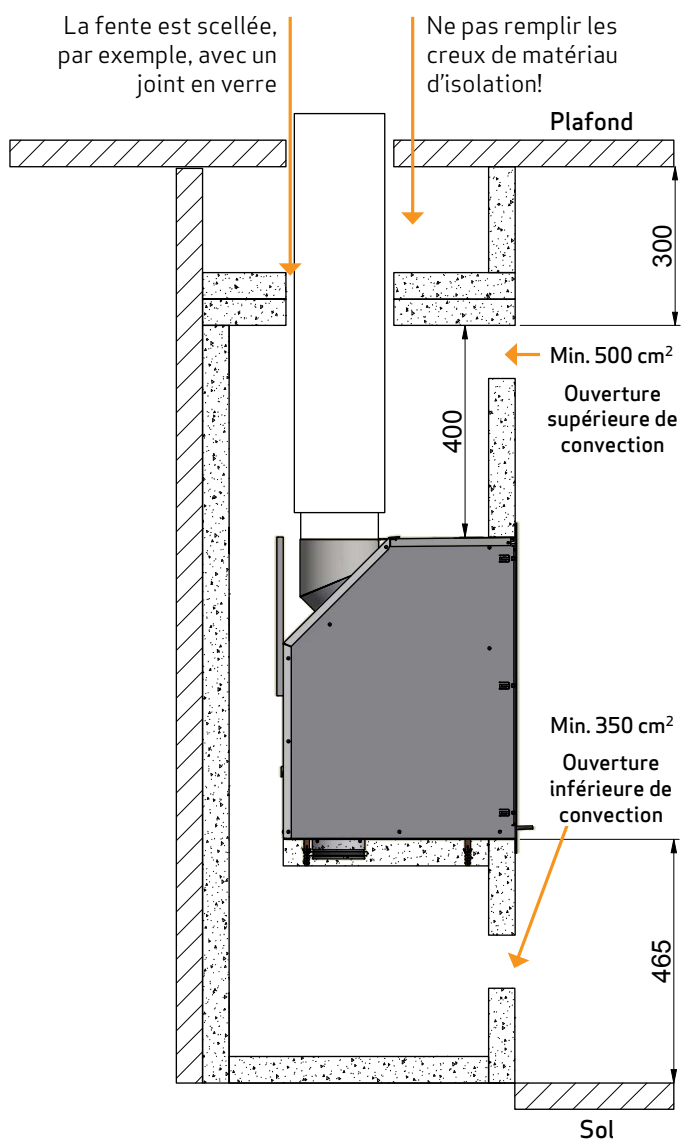 La fente est scellée,
par exemple, avec un
joint en verre
Ne pas remplir les
creux de matériau
d'isolation!
Plafond
300
Min. 500 cm²
Ouverture
supérieure de
convection
400
Min. 350 cm²
Ouverture
inférieure de
convection
465
Sol